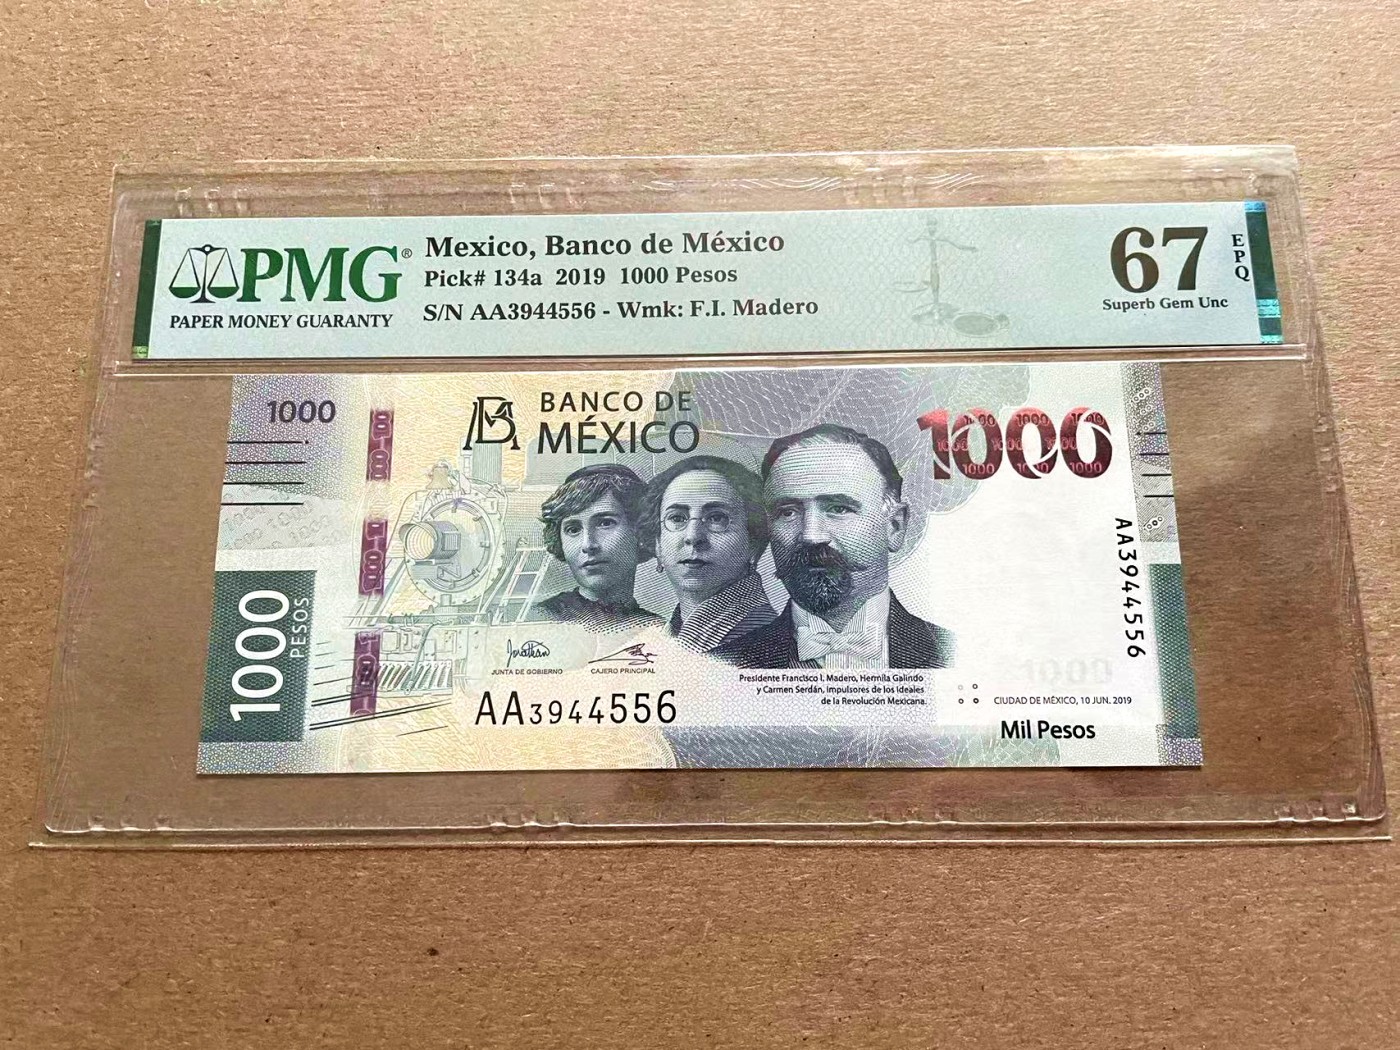 PMG®
PAPER MONEY GUARANTY
Mexico, Banco de México
Pick# 134a 2019 1000 Pesos
S/N AA3944556 - Wmk: F.I. Madero
67
EPQ
Superb Gem Unc
1000
BM
BANCO DE
MÉXICO
1000
AA3944556
1000
PESOS
JUNTA DE GOBIERNO
CAJERO PRINCIPAL
AA3944556
Presidente Francisco I. Madero, Hermila Galindo
y Carmen Serdán, impulsores de los ideales
de la Revolución Mexicana.
CIUDAD DE MÉXICO, 10 JUN. 2019
Mil Pesos